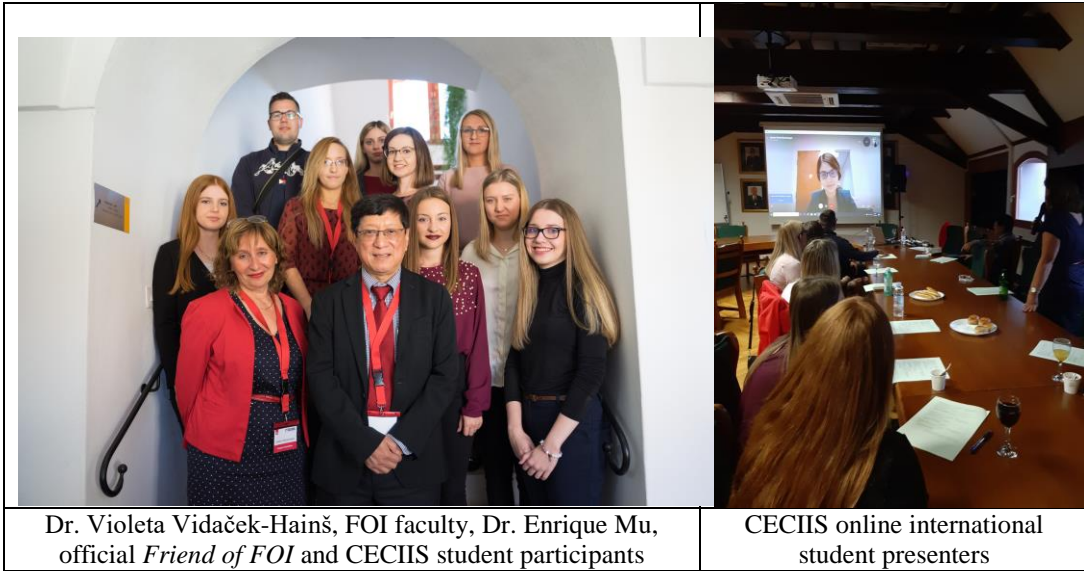 Dr. Violeta Vidaček-Hainš, FOI faculty, Dr. Enrique Mu,
official Friend of FOI and CECIIS student participants
CECIIS online international
student presenters